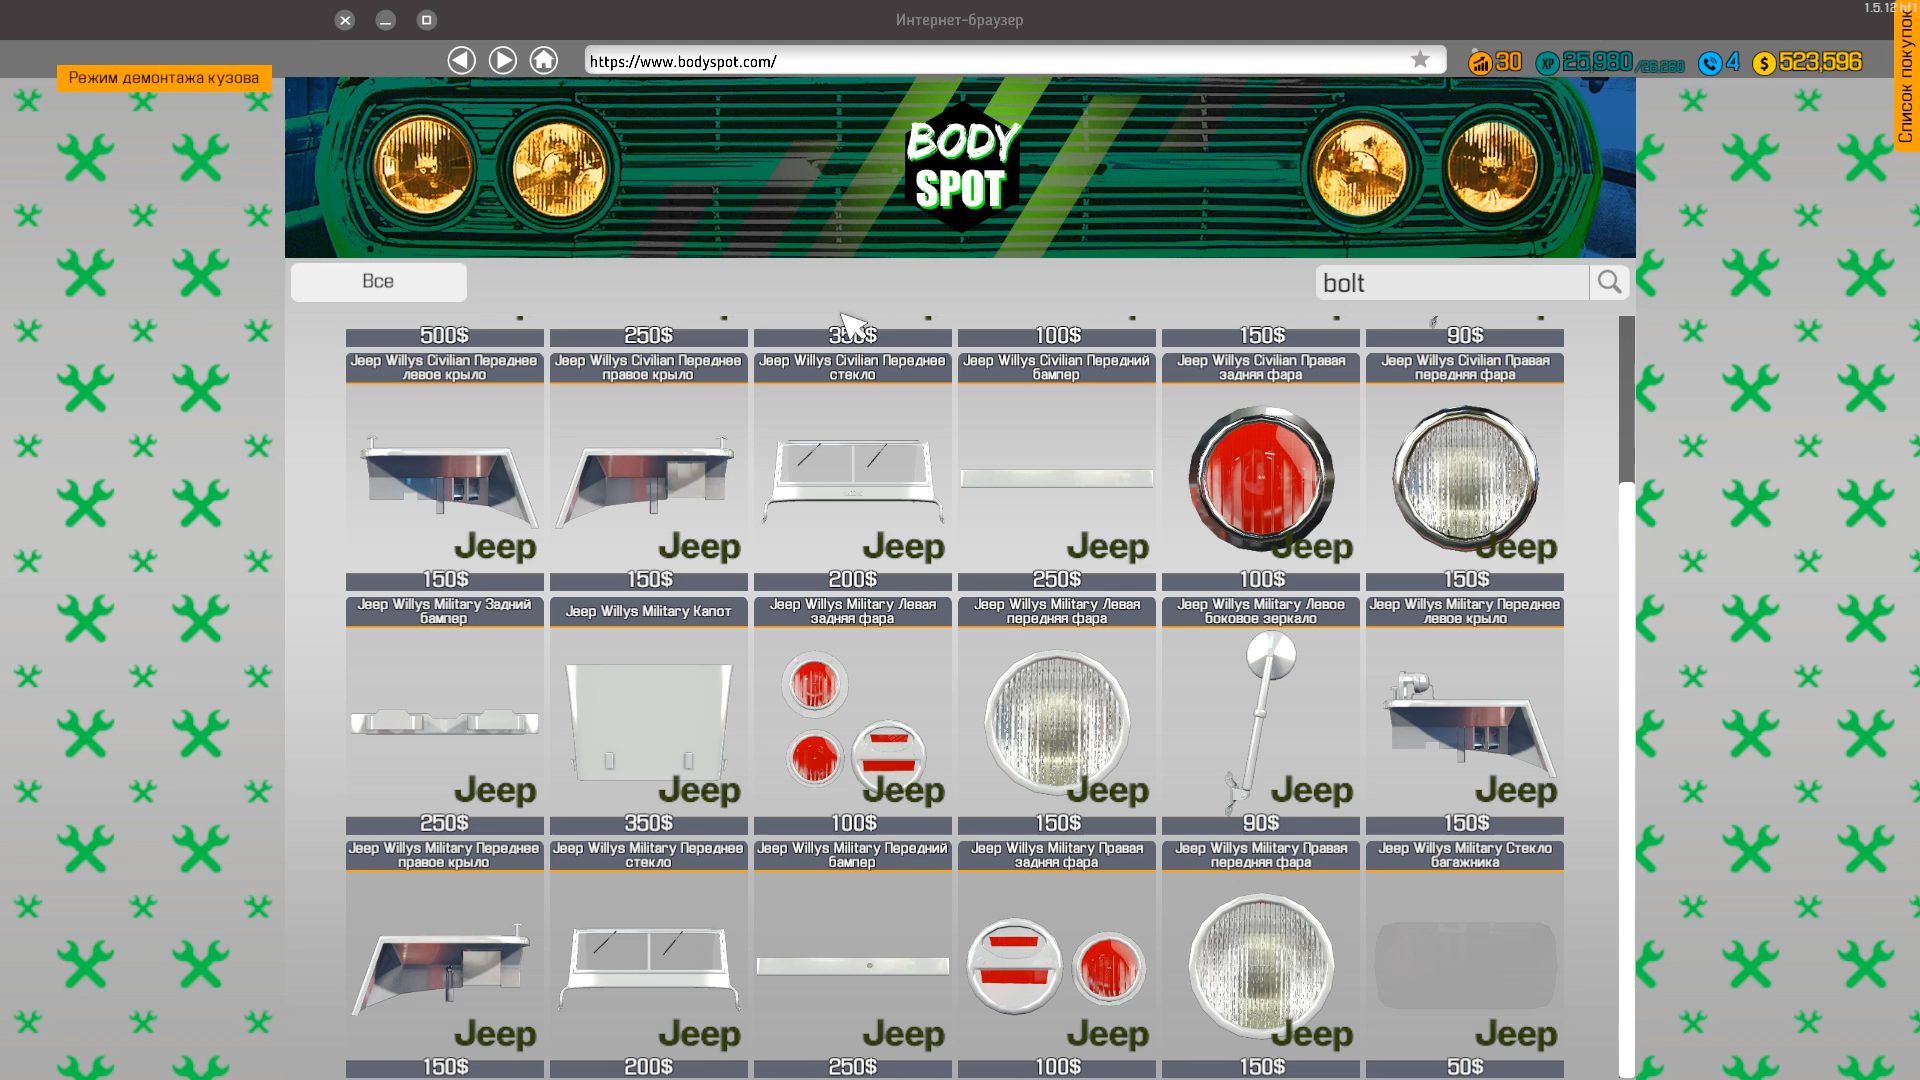 Интернет-браузер
1.5.12.hf1
Режим демонтажа кузова
https://www.bodyspot.com/
30
XP 25,980/26,280
4
$ 523,596
Список покупок
BODY
SPOT
Все
bolt
500$ 250$ 350$ 100$ 150$ 90$
Jeep Willys Civilian Переднее левое крыло
Jeep
150$
Jeep Willys Civilian Переднее правое крыло
Jeep
150$
Jeep Willys Civilian Переднее стекло
Jeep
200$
Jeep Willys Civilian Передний бампер
Jeep
250$
Jeep Willys Civilian Правая задняя фара
Jeep
100$
Jeep Willys Civilian Правая передняя фара
Jeep
150$
Jeep Willys Military Задний бампер
Jeep
250$
Jeep Willys Military Капот
Jeep
350$
Jeep Willys Military Левая задняя фара
Jeep
100$
Jeep Willys Military Левая передняя фара
Jeep
150$
Jeep Willys Military Левое боковое зеркало
Jeep
90$
Jeep Willys Military Переднее левое крыло
Jeep
150$
Jeep Willys Military Переднее правое крыло
Jeep
150$
Jeep Willys Military Переднее стекло
Jeep
200$
Jeep Willys Military Передний бампер
Jeep
250$
Jeep Willys Military Правая задняя фара
Jeep
100$
Jeep Willys Military Правая передняя фара
Jeep
150$
Jeep Willys Military Стекло багажника
Jeep
50$